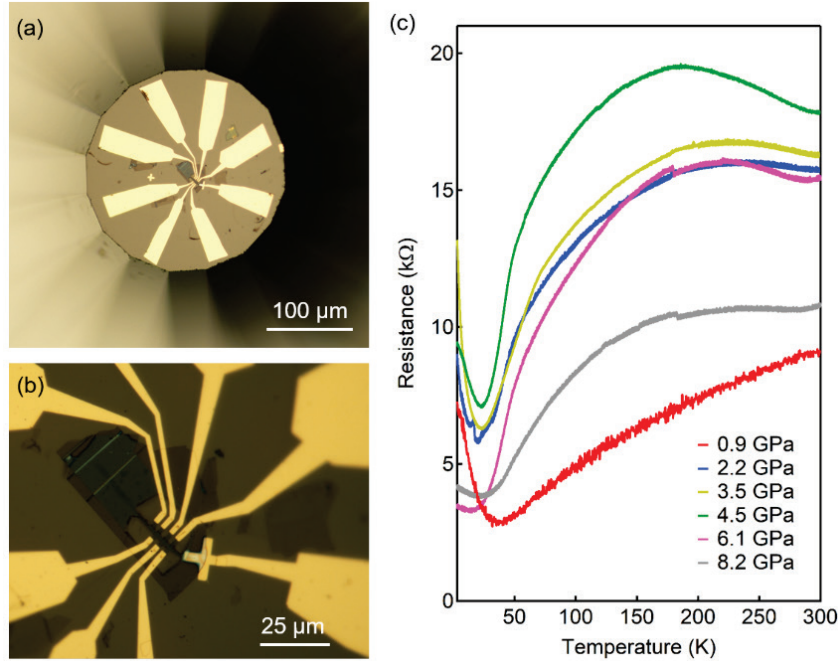 (a)
100 µm
(b)
25 µm
(c)
20
15
10
5
0
Resistance (kΩ)
50
100
150
200
250
300
Temperature (K)
0.9 GPa
2.2 GPa
3.5 GPa
4.5 GPa
6.1 GPa
8.2 GPa